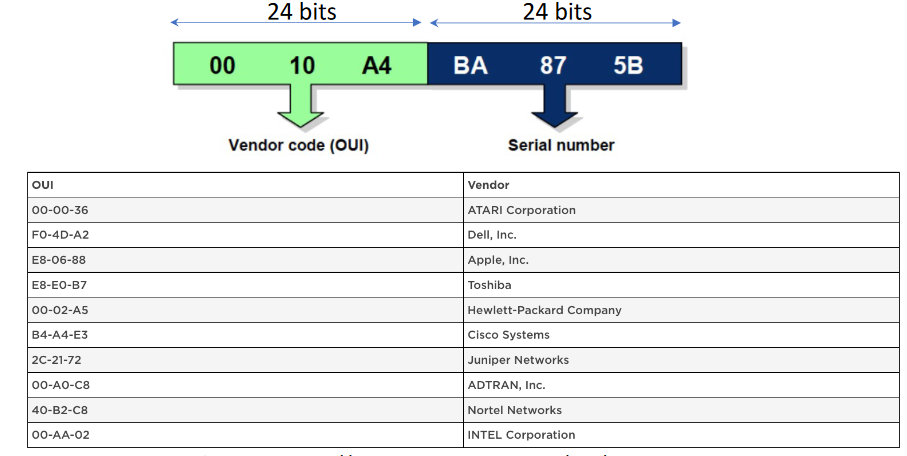 24 bits 24 bits
00 10 A4 BA 87 5B
Vendor code (OUI) Serial number
OUI Vendor
00-00-36 ATARI Corporation
F0-4D-A2 Dell, Inc.
E8-06-88 Apple, Inc.
E8-E0-B7 Toshiba
00-02-A5 Hewlett-Packard Company
B4-A4-E3 Cisco Systems
2C-21-72 Juniper Networks
00-A0-C8 ADTRAN, Inc.
40-B2-C8 Nortel Networks
00-AA-02 INTEL Corporation